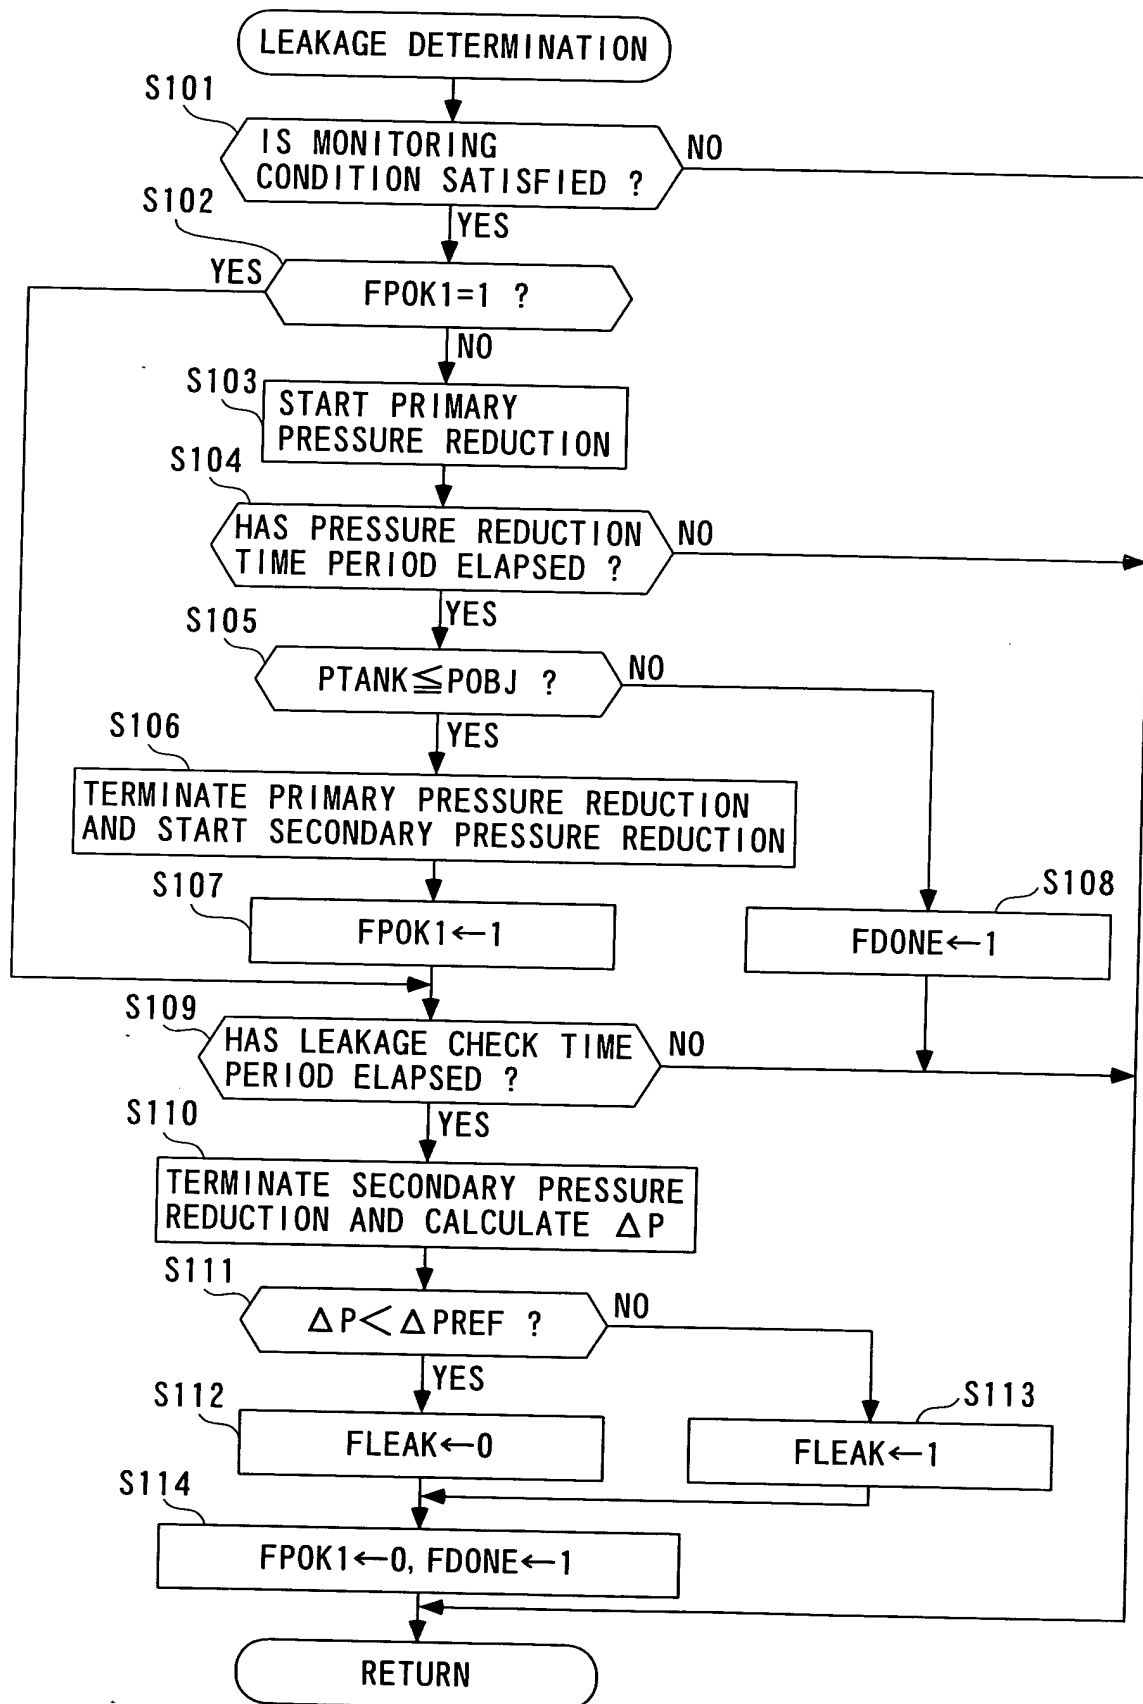 LEAKAGE DETERMINATION
S101
IS MONITORING
CONDITION SATISFIED ?
NO
YES
S102
FPOK1=1 ?
YES
NO
S103
START PRIMARY
PRESSURE REDUCTION
S104
HAS PRESSURE REDUCTION
TIME PERIOD ELAPSED ?
NO
YES
S105
PTANK≦POBJ ?
NO
YES
S106
TERMINATE PRIMARY PRESSURE REDUCTION
AND START SECONDARY PRESSURE REDUCTION
S107
FPOK1←1
S108
FDONE←1
S109
HAS LEAKAGE CHECK TIME
PERIOD ELAPSED ?
NO
YES
S110
TERMINATE SECONDARY PRESSURE
REDUCTION AND CALCULATE ΔP
S111
ΔP<ΔPREF ?
NO
YES
S112
FLEAK←0
S113
FLEAK←1
S114
FPOK1←0, FDONE←1
RETURN